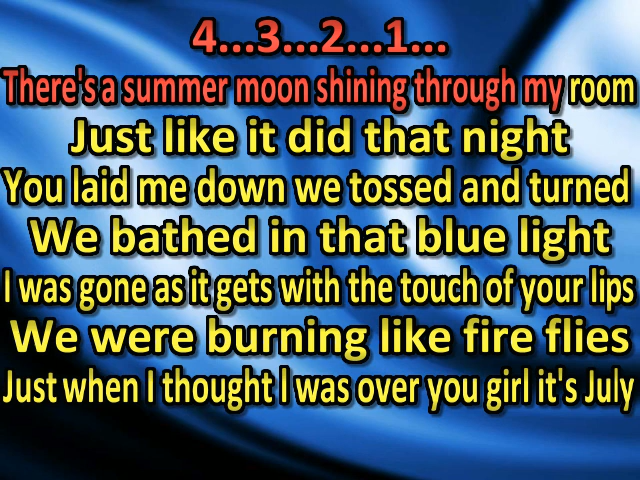 4...3...2...1...
There's a summer moon shining through my room
Just like it did that night
You laid me down we tossed and turned
We bathed in that blue light
I was gone as it gets with the touch of your lips
We were burning like fire flies
Just when I thought I was over you girl it's July